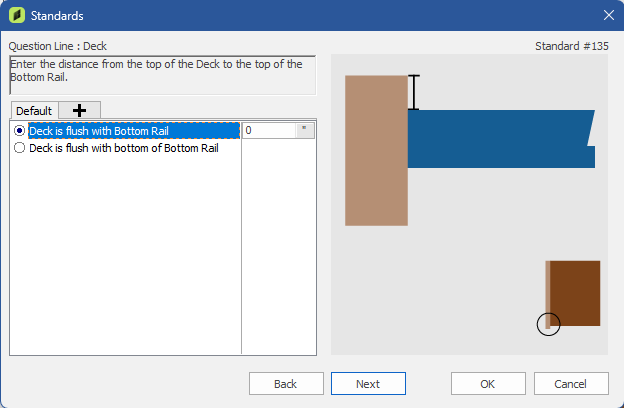 Standards
Question Line : Deck
Standard #135
Enter the distance from the top of the Deck to the top of the
Bottom Rail.
Default
Deck is flush with Bottom Rail
0 "
Deck is flush with bottom of Bottom Rail
Back
Next
OK
Cancel